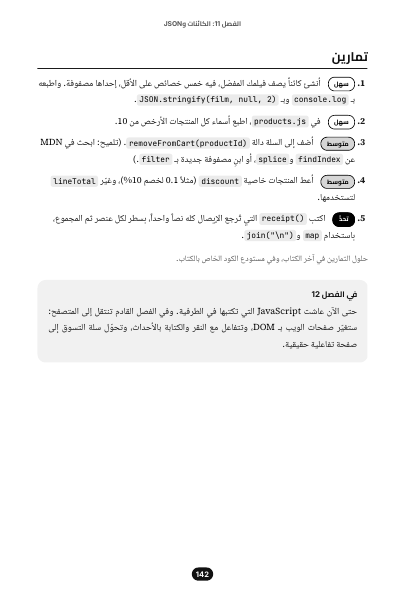 الفصل 11: الكائنات وJSON
تمارين
1. سهل أنشئ كائناً يصف فيلمك المفضل، فيه خمس خصائص على الأقل، إحداها مصفوفة. واطبعه
بـ console.log وبـ JSON.stringify(film, null, 2).
2. سهل في products.js، اطبع أسماء كل المنتجات الأرخص من 10.
3. متوسط أضف إلى السلة دالة removeFromCart(productId). (تلميح: ابحث في MDN
عن findIndex وsplice، أو ابنِ مصفوفة جديدة بـ filter.)
4. متوسط أعطِ المنتجات خاصية discount (مثلاً 0.1 لخصم 10%)، وغيّر lineTotal
لتستخدمها.
5. تحدٍّ اكتب receipt() التي تُرجع الإيصال كله نصاً واحداً، بسطر لكل عنصر ثم المجموع،
باستخدام map وjoin("\n").
حلول التمارين في آخر الكتاب، وفي مستودع الكود الخاص بالكتاب.
في الفصل 12
حتى الآن عاشت JavaScript التي تكتبها في الطرفية. وفي الفصل القادم تنتقل إلى المتصفح:
ستغيّر صفحات الويب بـ DOM، وتتفاعل مع النقر والكتابة بالأحداث، وتحوّل سلة التسوق إلى
صفحة تفاعلية حقيقية.
142